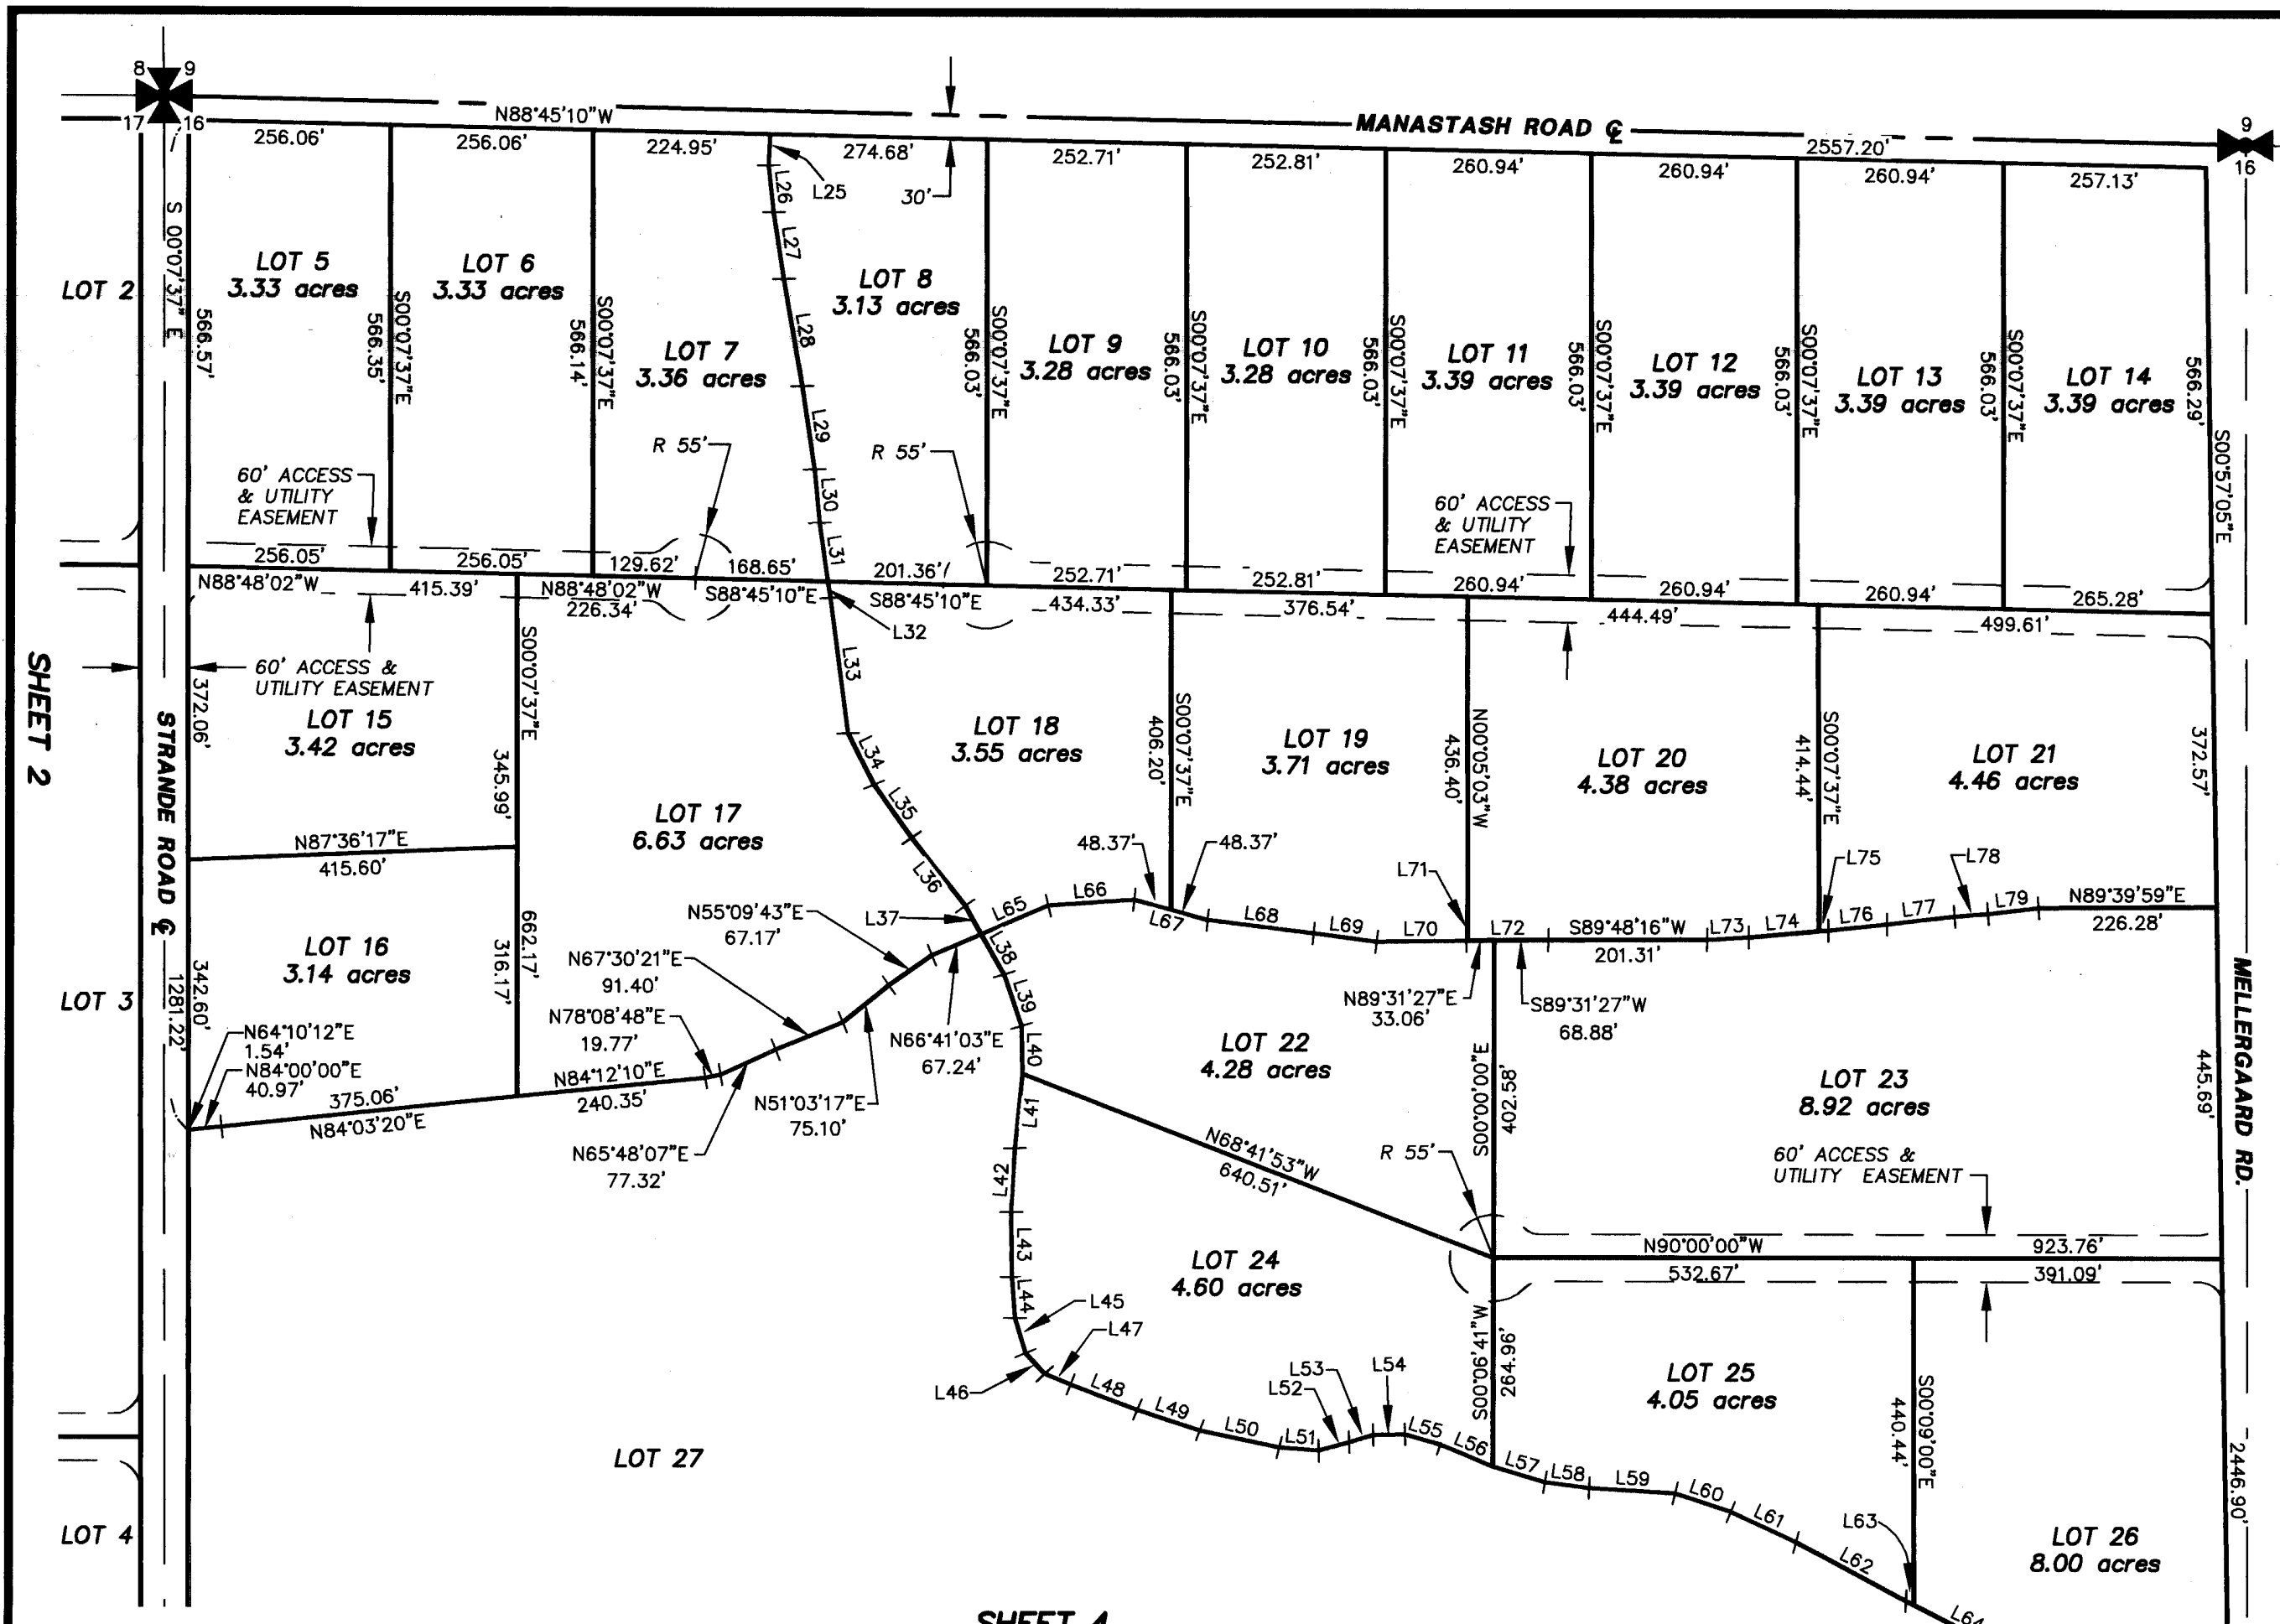 8 9
17 16
N88°45'10"W
MANASTASH ROAD ℄
2557.20'
9
16
256.06'
256.06'
224.95'
274.68'
252.71'
252.81'
260.94'
260.94'
260.94'
257.13'
L25
30'
L26
L27
L28
L29
L30
L31
S 00°07'37" E
566.57'
LOT 2
LOT 5
3.33 acres
S00°07'37"E
566.35'
LOT 6
3.33 acres
S00°07'37"E
566.14'
LOT 7
3.36 acres
LOT 8
3.13 acres
S00°07'37"E
566.03'
LOT 9
3.28 acres
S00°07'37"E
566.03'
LOT 10
3.28 acres
S00°07'37"E
566.03'
LOT 11
3.39 acres
S00°07'37"E
566.03'
LOT 12
3.39 acres
S00°07'37"E
566.03'
LOT 13
3.39 acres
S00°07'37"E
566.03'
LOT 14
3.39 acres
566.29'
S00°57'05"E
R 55'
R 55'
60' ACCESS
& UTILITY
EASEMENT
60' ACCESS
& UTILITY
EASEMENT
256.05'
256.05'
129.62'
168.65'
201.36'
252.71'
252.81'
260.94'
260.94'
260.94'
265.28'
N88°48'02"W
415.39'
N88°48'02"W
226.34'
S88°45'10"E
S88°45'10"E
434.33'
376.54'
444.49'
499.61'
L32
L33
L34
L35
L36
L37
L38
L39
L40
L41
L42
L43
L44
SHEET 2
60' ACCESS &
UTILITY EASEMENT
372.06'
STRANDE ROAD ℄
LOT 15
3.42 acres
S00°07'37"E
345.99'
N87°36'17"E
415.60'
LOT 17
6.63 acres
LOT 18
3.55 acres
S00°07'37"E
406.20'
LOT 19
3.71 acres
N00°05'03"W
436.40'
LOT 20
4.38 acres
S00°07'37"E
414.44'
LOT 21
4.46 acres
372.57'
48.37'
48.37'
L65
L66
L67
L68
L69
L70
L71
L72
S89°48'16"W
201.31'
L73
L74
L75
L76
L77
L78
L79
N89°39'59"E
226.28'
N89°31'27"E
33.06'
S89°31'27"W
68.88'
LOT 3
LOT 16
3.14 acres
342.60'
1281.22'
662.17'
316.17'
N55°09'43"E
67.17'
N67°30'21"E
91.40'
N78°08'48"E
19.77'
N66°41'03"E
67.24'
N51°03'17"E
75.10'
N65°48'07"E
77.32'
N64°10'12"E
1.54'
N84°00'00"E
40.97'
375.06'
N84°03'20"E
N84°12'10"E
240.35'
LOT 22
4.28 acres
S00°00'00"E
402.58'
LOT 23
8.92 acres
MELLERGAARD RD.
445.69'
N68°41'53"W
640.51'
R 55'
60' ACCESS &
UTILITY EASEMENT
N90°00'00"W
923.76'
532.67'
391.09'
LOT 24
4.60 acres
S00°06'41"W
264.96'
LOT 25
4.05 acres
S00°09'00"E
440.44'
LOT 26
8.00 acres
2446.90'
L45
L46
L47
L48
L49
L50
L51
L52
L53
L54
L55
L56
L57
L58
L59
L60
L61
L62
L63
L64
LOT 27
LOT 4
SHEET 4